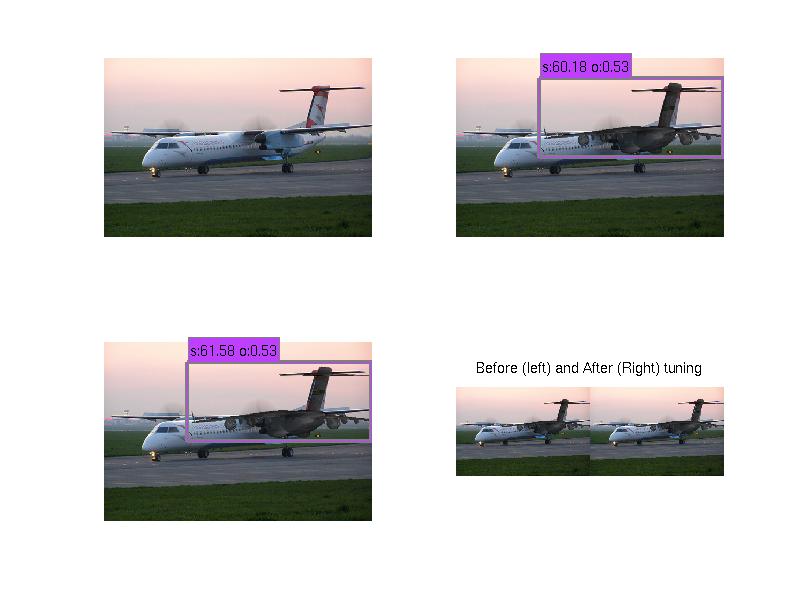 s:60.18 o:0.53
s:61.58 o:0.53
Before (left) and After (Right) tuning